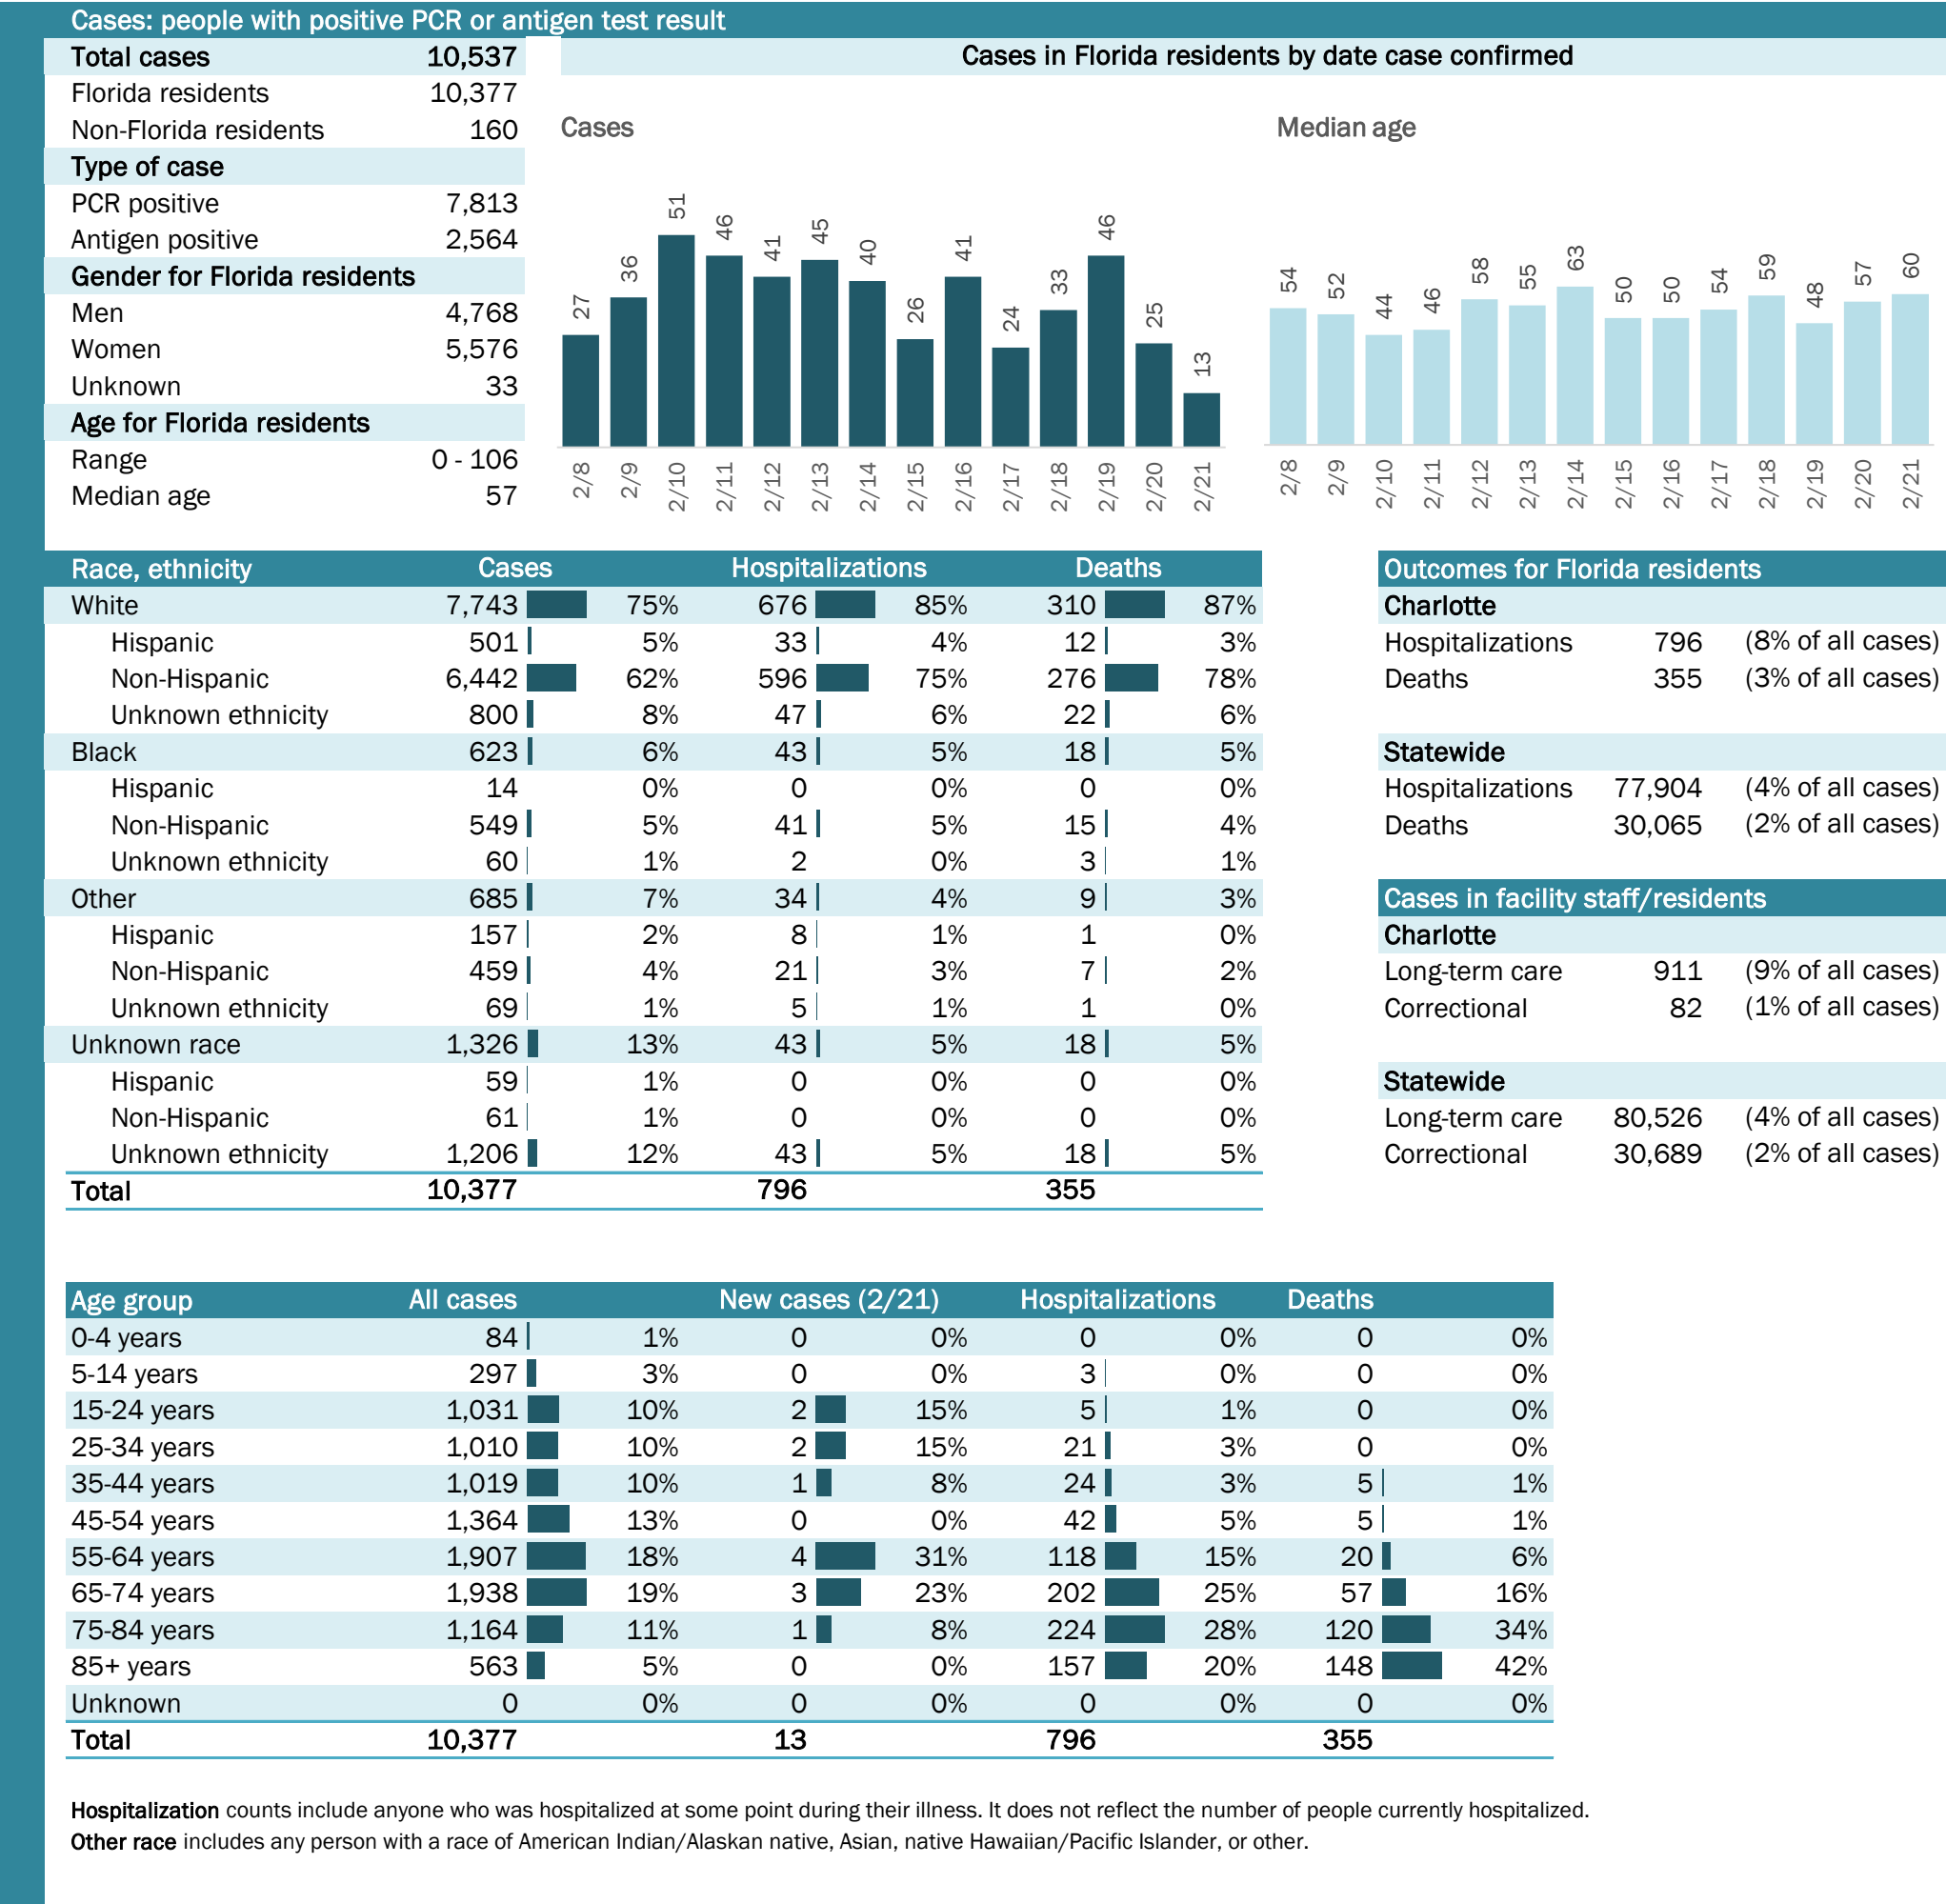 Cases: people with positive PCR or antigen test result
Total cases 10,537
Florida residents 10,377
Non-Florida residents 160
Type of case
PCR positive 7,813
Antigen positive 2,564
Gender for Florida residents
Men 4,768
Women 5,576
Unknown 33
Age for Florida residents
Range 0 - 106
Median age 57
Cases in Florida residents by date case confirmed
Cases
27 36 51 46 41 45 40 26 41 24 33 46 25 13
2/8 2/9 2/10 2/11 2/12 2/13 2/14 2/15 2/16 2/17 2/18 2/19 2/20 2/21
Median age
54 52 44 46 58 55 63 50 50 54 59 48 57 60
2/8 2/9 2/10 2/11 2/12 2/13 2/14 2/15 2/16 2/17 2/18 2/19 2/20 2/21
Race, ethnicity Cases Hospitalizations Deaths
White 7,743 75% 676 85% 310 87%
Hispanic 501 5% 33 4% 12 3%
Non-Hispanic 6,442 62% 596 75% 276 78%
Unknown ethnicity 800 8% 47 6% 22 6%
Black 623 6% 43 5% 18 5%
Hispanic 14 0% 0 0% 0 0%
Non-Hispanic 549 5% 41 5% 15 4%
Unknown ethnicity 60 1% 2 0% 3 1%
Other 685 7% 34 4% 9 3%
Hispanic 157 2% 8 1% 1 0%
Non-Hispanic 459 4% 21 3% 7 2%
Unknown ethnicity 69 1% 5 1% 1 0%
Unknown race 1,326 13% 43 5% 18 5%
Hispanic 59 1% 0 0% 0 0%
Non-Hispanic 61 1% 0 0% 0 0%
Unknown ethnicity 1,206 12% 43 5% 18 5%
Total 10,377 796 355
Outcomes for Florida residents
Charlotte
Hospitalizations 796 (8% of all cases)
Deaths 355 (3% of all cases)
Statewide
Hospitalizations 77,904 (4% of all cases)
Deaths 30,065 (2% of all cases)
Cases in facility staff/residents
Charlotte
Long-term care 911 (9% of all cases)
Correctional 82 (1% of all cases)
Statewide
Long-term care 80,526 (4% of all cases)
Correctional 30,689 (2% of all cases)
Age group All cases New cases (2/21) Hospitalizations Deaths
0-4 years 84 1% 0 0% 0 0% 0 0%
5-14 years 297 3% 0 0% 3 0% 0 0%
15-24 years 1,031 10% 2 15% 5 1% 0 0%
25-34 years 1,010 10% 2 15% 21 3% 0 0%
35-44 years 1,019 10% 1 8% 24 3% 5 1%
45-54 years 1,364 13% 0 0% 42 5% 5 1%
55-64 years 1,907 18% 4 31% 118 15% 20 6%
65-74 years 1,938 19% 3 23% 202 25% 57 16%
75-84 years 1,164 11% 1 8% 224 28% 120 34%
85+ years 563 5% 0 0% 157 20% 148 42%
Unknown 0 0% 0 0% 0 0% 0 0%
Total 10,377 13 796 355
Hospitalization counts include anyone who was hospitalized at some point during their illness. It does not reflect the number of people currently hospitalized.
Other race includes any person with a race of American Indian/Alaskan native, Asian, native Hawaiian/Pacific Islander, or other.